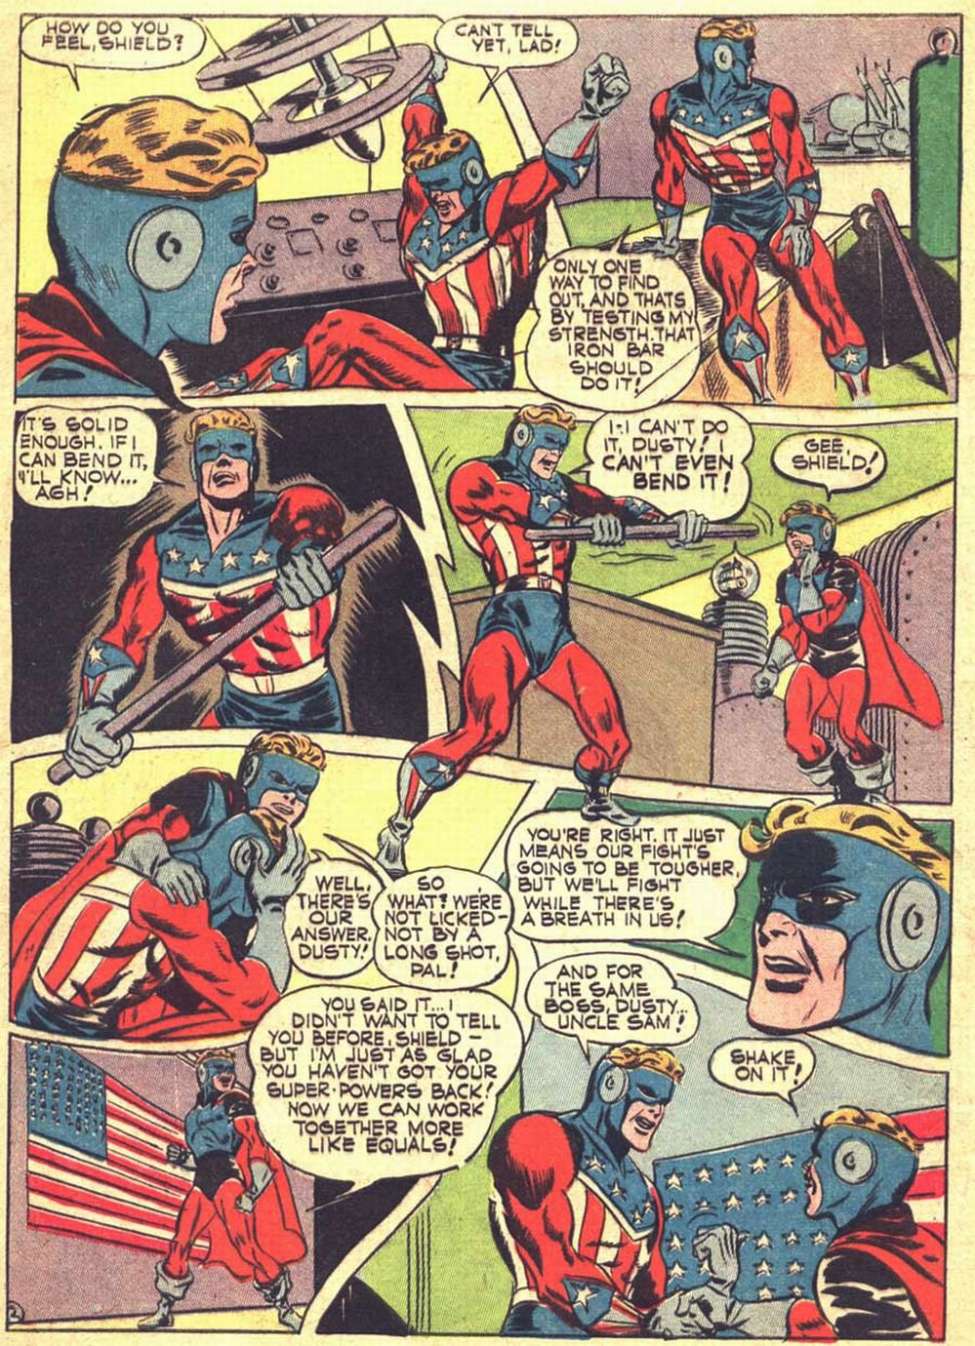 HOW DO YOU
FEEL, SHIELD?
CAN'T TELL
YET, LAD!
ONLY ONE
WAY TO FIND
OUT, AND THATS
BY TESTING MY
STRENGTH. THAT
IRON BAR
SHOULD
DO IT!
IT'S SOLID
ENOUGH. IF I
CAN BEND IT,
I'LL KNOW...
AGH!
I-I CAN'T DO
IT, DUSTY! I
CAN'T EVEN
BEND IT!
GEE,
SHIELD!
WELL,
THERE'S
OUR
ANSWER,
DUSTY!
SO
WHAT? WE'RE
NOT LICKED-
NOT BY A
LONG SHOT,
PAL!
YOU'RE RIGHT. IT JUST
MEANS OUR FIGHT'S
GOING TO BE TOUGHER,
BUT WE'LL FIGHT
WHILE THERE'S
A BREATH IN US!
YOU SAID IT... I
DIDN'T WANT TO TELL
YOU BEFORE, SHIELD -
BUT I'M JUST AS GLAD
YOU HAVEN'T GOT YOUR
SUPER-POWERS BACK!
NOW WE CAN WORK
TOGETHER MORE
LIKE EQUALS!
AND FOR
THE SAME
BOSS, DUSTY...
UNCLE SAM!
SHAKE
ON IT!
2